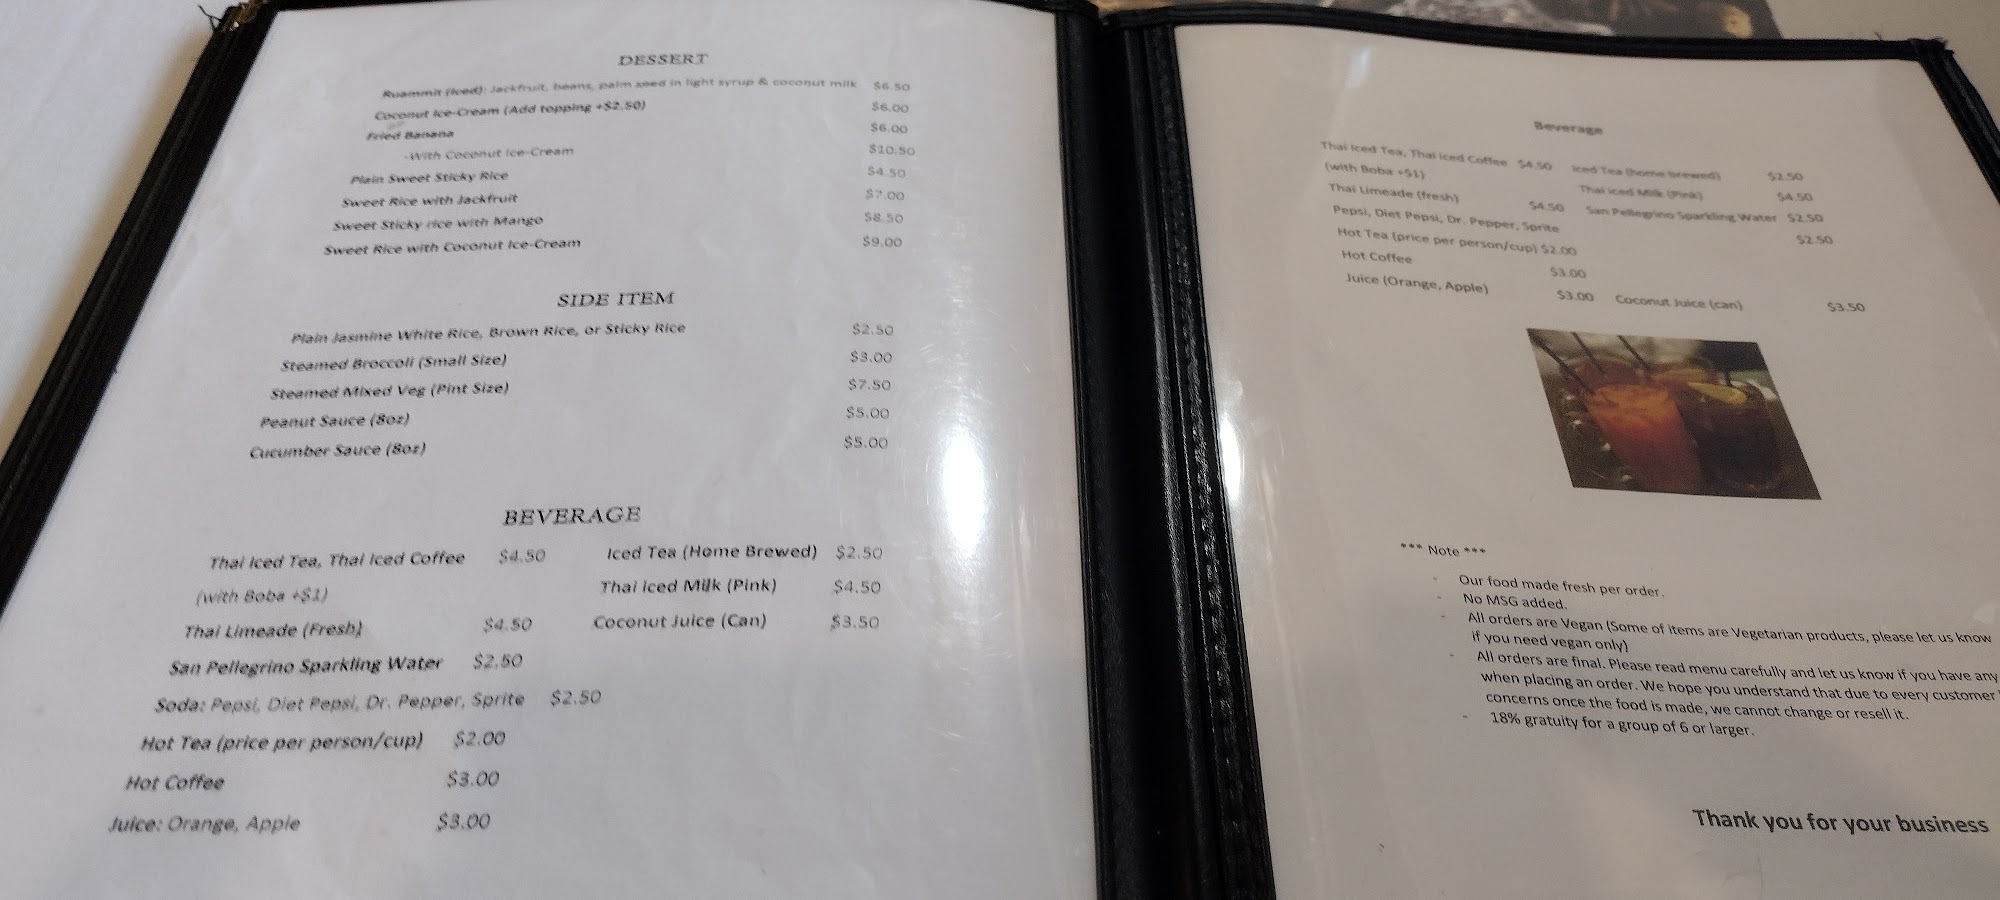 DESSERT
Ruammit (Iced): Jackfruit, beans, palm seed in light syrup & coconut milk $6.50
Coconut Ice-Cream (Add topping +$2.50) $6.00
Fried Banana $6.00
-With Coconut Ice-Cream $10.50
Plain Sweet Sticky Rice $4.50
Sweet Rice with Jackfruit $7.00
Sweet Sticky rice with Mango $8.50
Sweet Rice with Coconut Ice-Cream $9.00
SIDE ITEM
Plain Jasmine White Rice, Brown Rice, or Sticky Rice $2.50
Steamed Broccoli (Small Size) $3.00
Steamed Mixed Veg (Pint Size) $7.50
Peanut Sauce (8oz) $5.00
Cucumber Sauce (8oz) $5.00
BEVERAGE
Thai Iced Tea, Thai Iced Coffee $4.50 Iced Tea (Home Brewed) $2.50
(with Boba +$1) Thai Iced Milk (Pink) $4.50
Thai Limeade (Fresh) $4.50 Coconut Juice (Can) $3.50
San Pellegrino Sparkling Water $2.50
Soda: Pepsi, Diet Pepsi, Dr. Pepper, Sprite $2.50
Hot Tea (price per person/cup) $2.00
Hot Coffee $3.00
Juice: Orange, Apple $3.00
Beverage
Thai Iced Tea, Thai Iced Coffee $4.50 Iced Tea (home brewed) $2.50
(with Boba +$1) Thai Iced Milk (Pink) $4.50
Thai Limeade (fresh) $4.50 San Pellegrino Sparkling Water $2.50
Pepsi, Diet Pepsi, Dr. Pepper, Sprite $2.50
Hot Tea (price per person/cup) $2.00
Hot Coffee $3.00
Juice (Orange, Apple) $3.00 Coconut Juice (can) $3.50
*** Note ***
- Our food made fresh per order.
- No MSG added.
- All orders are Vegan (Some of items are Vegetarian products, please let us know
if you need vegan only)
- All orders are final. Please read menu carefully and let us know if you have any
when placing an order. We hope you understand that due to every customer
concerns once the food is made, we cannot change or resell it.
- 18% gratuity for a group of 6 or larger.
Thank you for your business